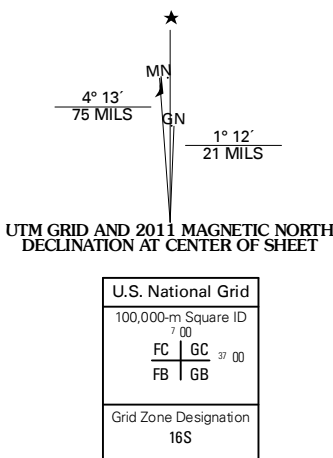 ★
MN
4° 13´
75 MILS
GN
1° 12´
21 MILS
UTM GRID AND 2011 MAGNETIC NORTH
DECLINATION AT CENTER OF SHEET
U.S. National Grid
100,000-m Square ID
7 00
FC GC 37 00
FB GB
Grid Zone Designation
16S